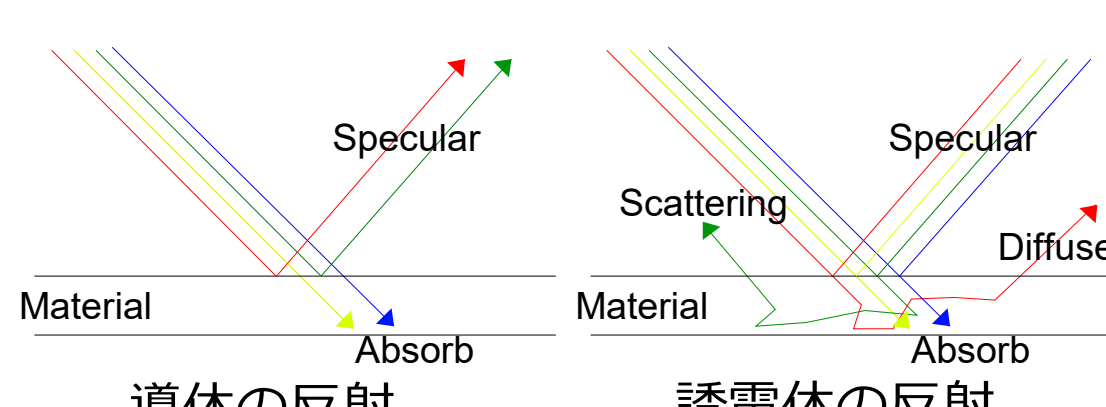 Specular
Material
Absorb
導体の反射
Specular
Scattering
Diffuse
Material
Absorb
誘電体の反射